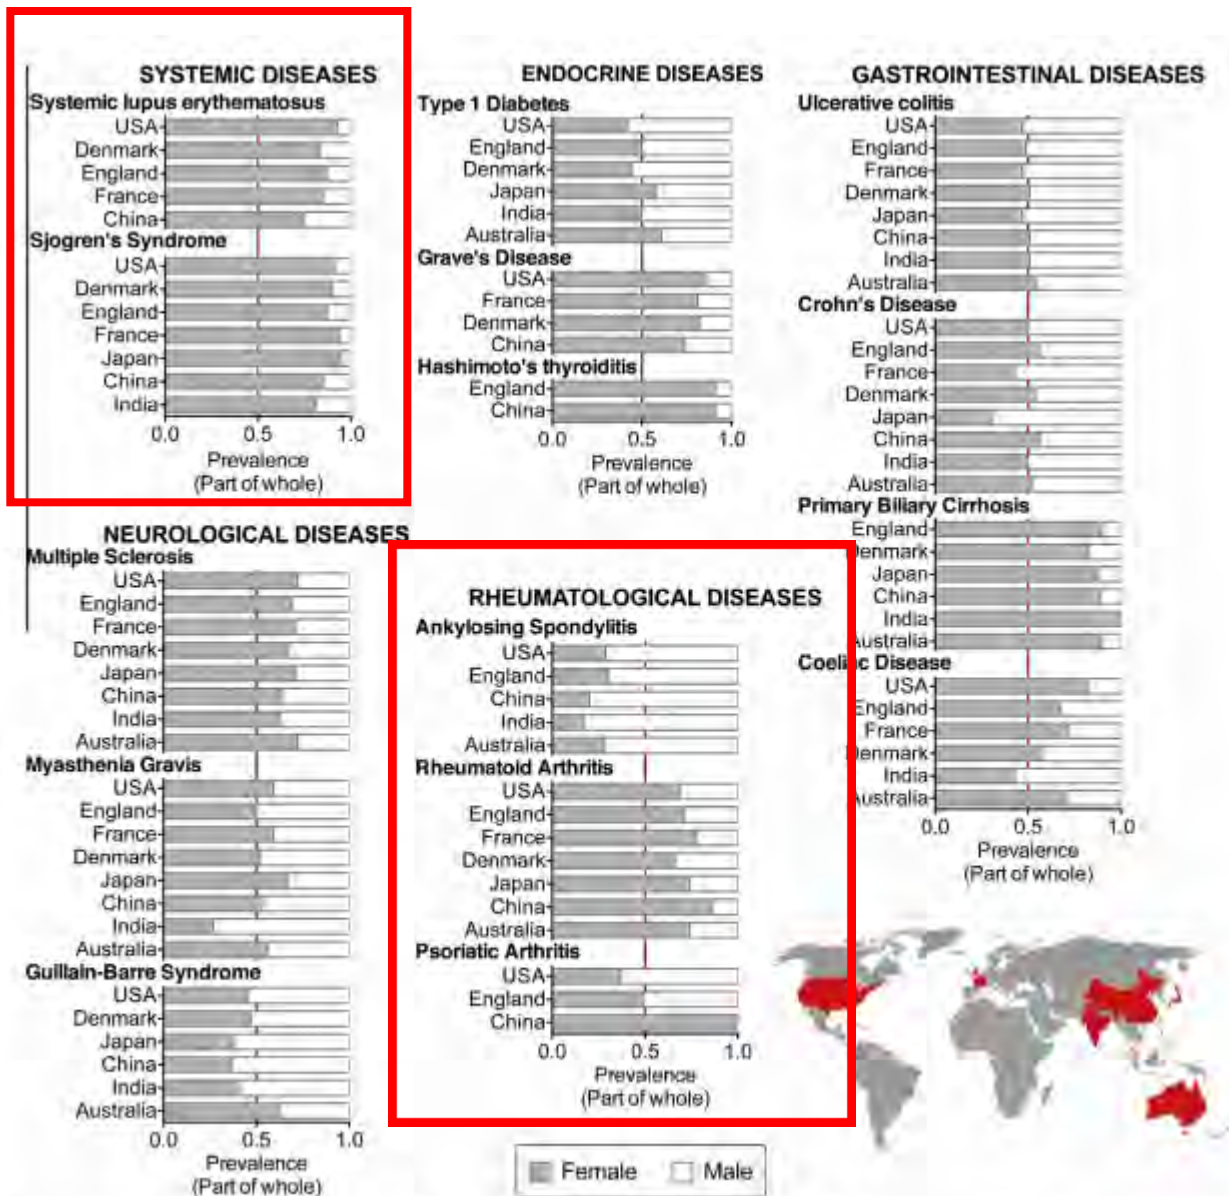 SYSTEMIC DISEASES
Systemic lupus erythematosus
USA
Denmark
England
France
China
Sjogren's Syndrome
USA
Denmark
England
France
Japan
China
India
0.0 0.5 1.0
Prevalence
(Part of whole)
ENDOCRINE DISEASES
Type 1 Diabetes
USA
England
Denmark
Japan
India
Australia
Grave's Disease
USA
France
Denmark
China
Hashimoto's thyroiditis
England
China
0.0 0.5 1.0
Prevalence
(Part of whole)
GASTROINTESTINAL DISEASES
Ulcerative colitis
USA
England
France
Denmark
Japan
China
India
Australia
Crohn's Disease
USA
England
France
Denmark
Japan
China
India
Australia
Primary Biliary Cirrhosis
England
Denmark
Japan
China
India
Australia
Coeliac Disease
USA
England
France
Denmark
India
Australia
0.0 0.5 1.0
Prevalence
(Part of whole)
NEUROLOGICAL DISEASES
Multiple Sclerosis
USA
England
France
Denmark
Japan
China
India
Australia
Myasthenia Gravis
USA
England
France
Denmark
Japan
China
India
Australia
Guillain-Barre Syndrome
USA
Denmark
Japan
China
India
Australia
0.0 0.5 1.0
Prevalence
(Part of whole)
RHEUMATOLOGICAL DISEASES
Ankylosing Spondylitis
USA
England
China
India
Australia
Rheumatoid Arthritis
USA
England
France
Denmark
Japan
China
Australia
Psoriatic Arthritis
USA
England
China
0.0 0.5 1.0
Prevalence
(Part of whole)
Female Male